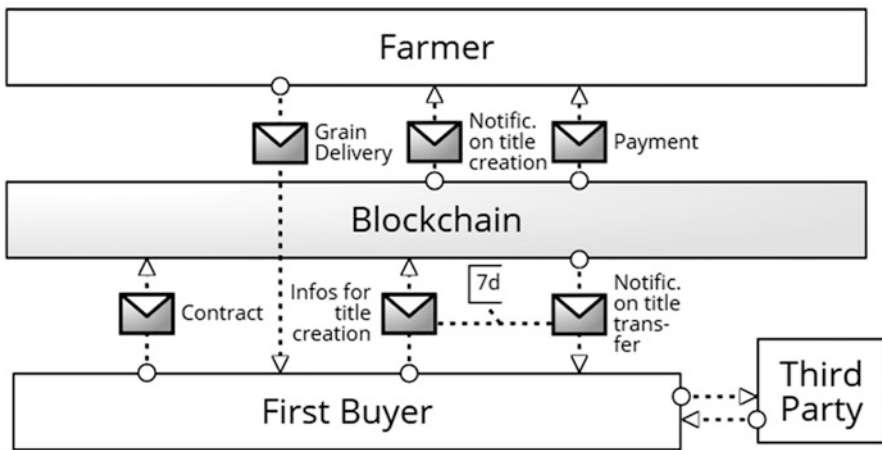 Farmer
Grain
Delivery
Notific.
on title
creation
Payment
Blockchain
Contract
Infos for
title
creation
7d
Notific.
on title
trans-
fer
First Buyer
Third
Party